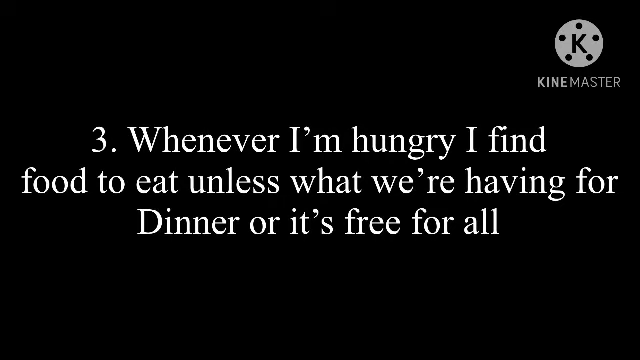 KINEMASTER
3. Whenever I’m hungry I find
food to eat unless what we’re having for
Dinner or it’s free for all